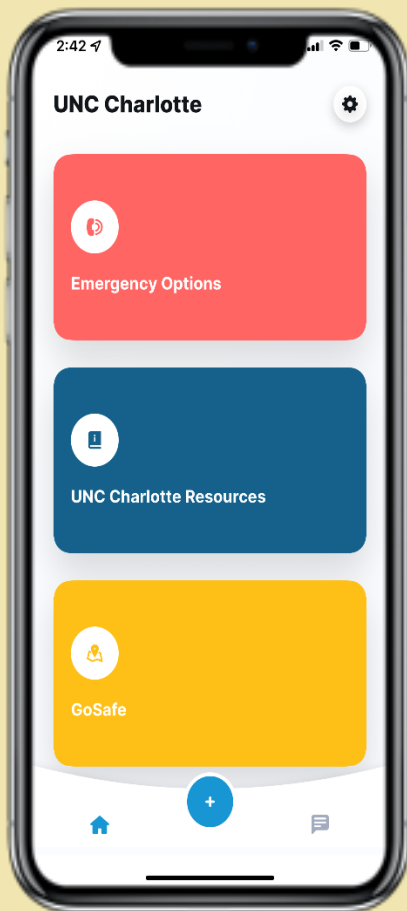 2:42
UNC Charlotte
Emergency Options
UNC Charlotte Resources
GoSafe